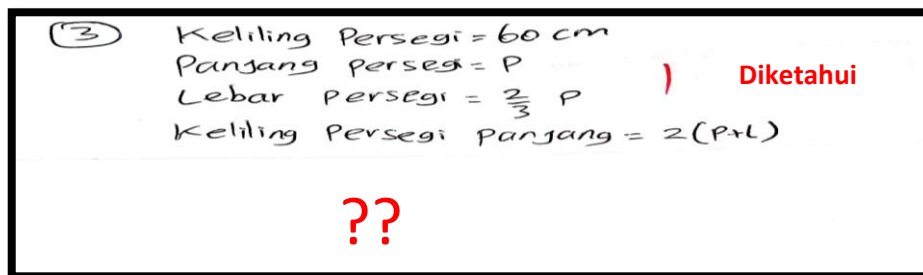 3 Keliling Persegi = 60 cm
Panjang persegi = P
Lebar persegi = 2/3 P
Keliling Persegi panjang = 2(P+L)
Diketahui
??